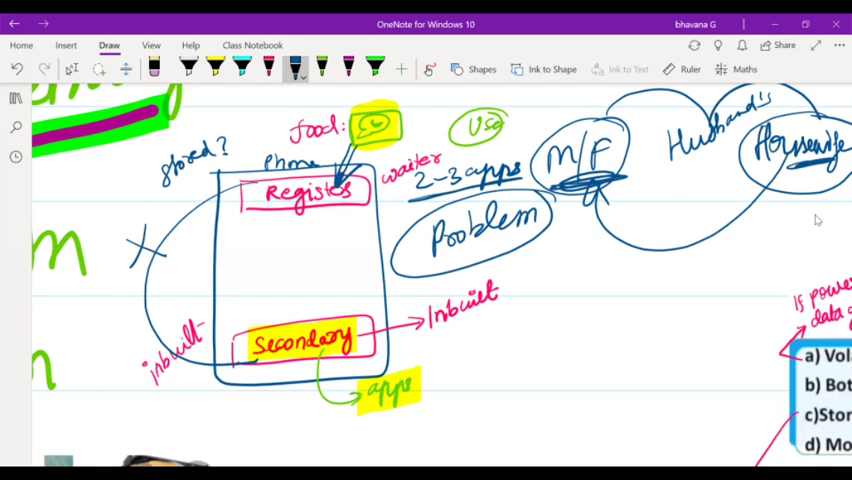 OneNote for Windows 10
bhavana G
Home Insert Draw View Help Class Notebook
Share
Shapes
Ink to Shape
Ink to Text
Ruler
Maths
food:
Use
Husband's
stored?
Phone
waiter
2-3 apps
M/F
Housewife
Register
Problem
m
Inbuilt
inbuilt
Secondary
apps
If power
data g
a) Vola
b) Bot
c)Stor
d) Mo